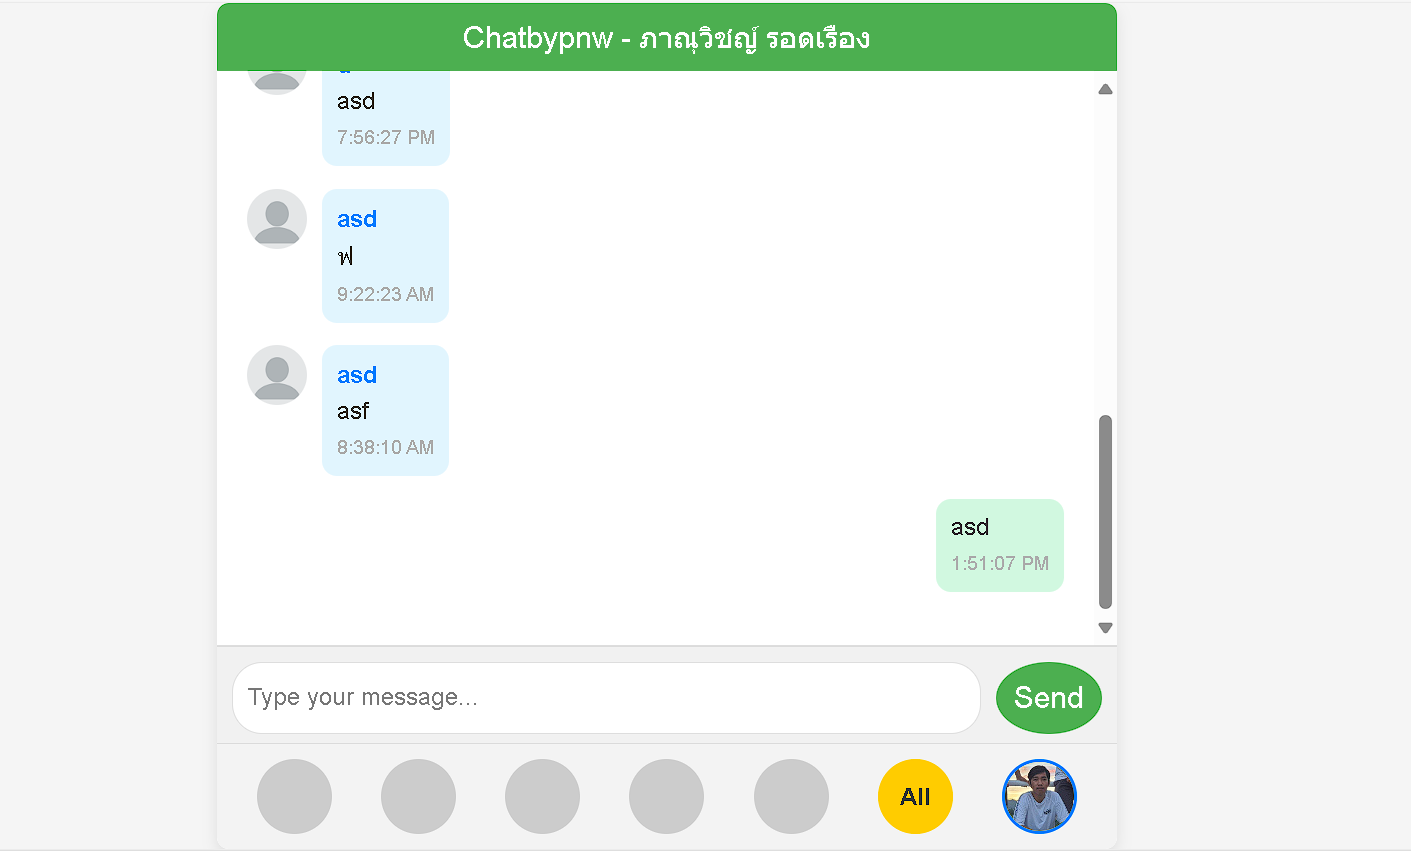 Chatbypnw - ภาณุวิชญ์ รอดเรือง
asd
7:56:27 PM
asd
ฟ
9:22:23 AM
asd
asf
8:38:10 AM
asd
1:51:07 PM
Type your message...
Send
All